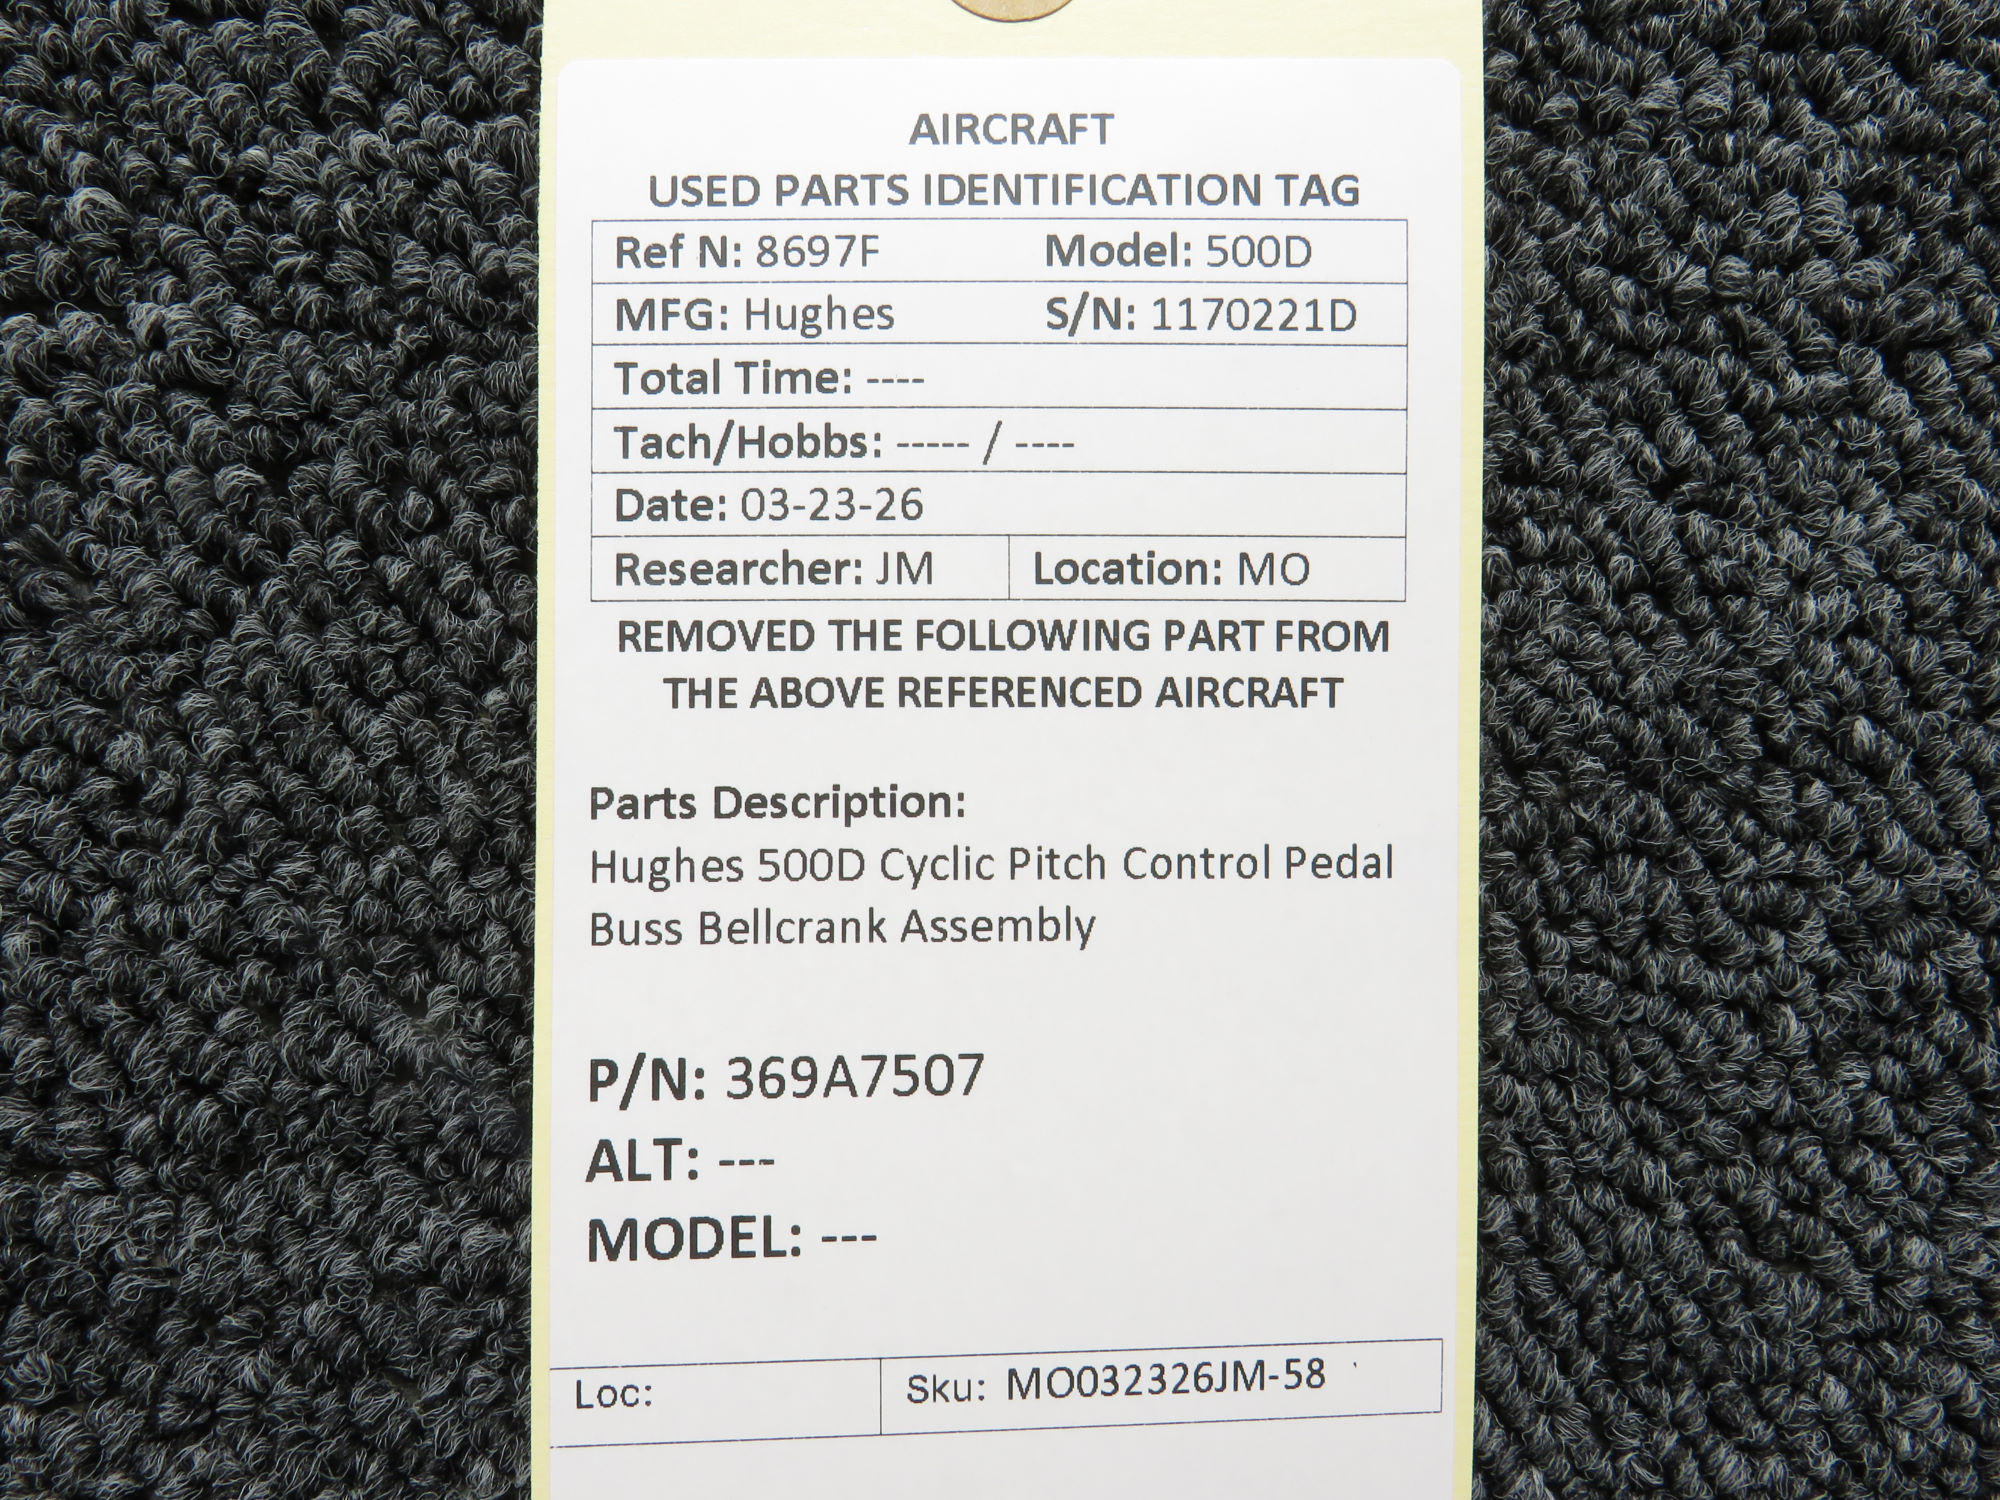 AIRCRAFT
USED PARTS IDENTIFICATION TAG
Ref N: 8697F Model: 500D
MFG: Hughes S/N: 1170221D
Total Time: ----
Tach/Hobbs: ----- / ----
Date: 03-23-26
Researcher: JM Location: MO
REMOVED THE FOLLOWING PART FROM
THE ABOVE REFERENCED AIRCRAFT
Parts Description:
Hughes 500D Cyclic Pitch Control Pedal
Buss Bellcrank Assembly
P/N: 369A7507
ALT: ---
MODEL: ---
Loc: Sku: MO032326JM-58